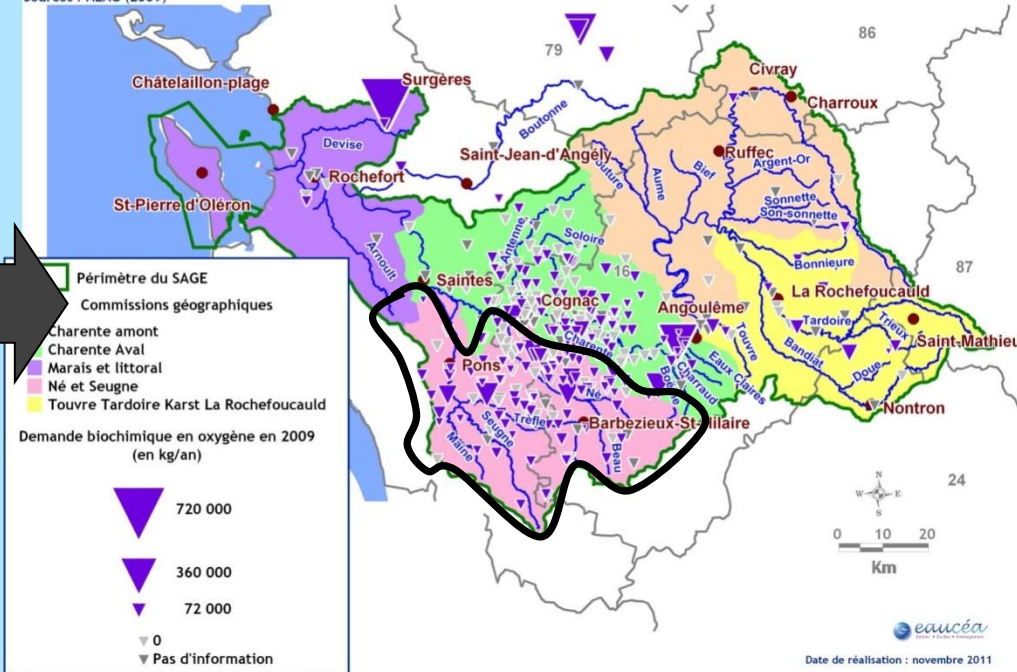 79
86
Civray
Châtelaillon-plage
Surgères
Charroux
Boutonne
Devise
Saint-Jean-d'Angély
Ruffec
Rochefort
Bief
Argent-Or
Aume
St-Pierre d'Oléron
Sonnette
Son-sonnette
Antenne
Soloire
Arnoult
Bonnieure
87
16
Saintes
La Rochefoucauld
Cognac
Angoulême
Tardoire
Trieux
Touvre
Saint-Mathieu
Charente
Bandiat
Doue
Pons
Eaux Claires
Charraud
Boëme
Né
Nontron
Barbezieux-St-Hilaire
Trèfle
Seugne
Maine
Beau
24
Périmètre du SAGE
Commissions géographiques
Charente amont
Charente Aval
Marais et littoral
Né et Seugne
Touvre Tardoire Karst La Rochefoucauld
Demande biochimique en oxygène en 2009
(en kg/an)
720 000
360 000
72 000
0
Pas d'information
N
W E
S
0 10 20
Km
eaucéa
Date de réalisation : novembre 2011